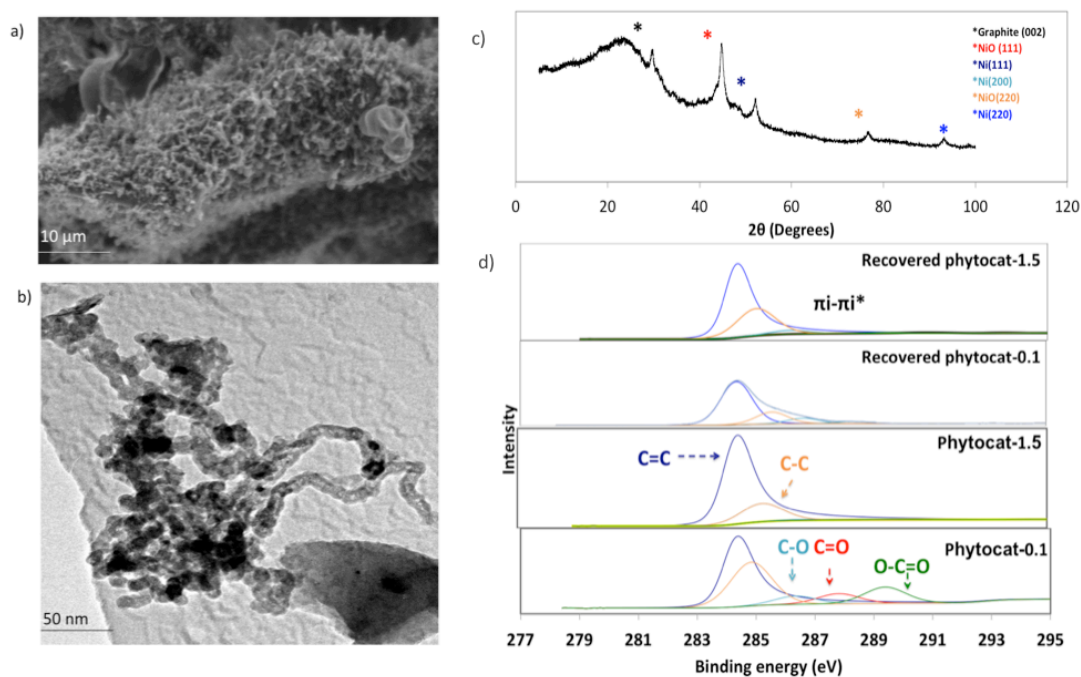 a)
10 µm
b)
50 nm
c)
*Graphite (002)
*NiO (111)
*Ni(111)
*Ni(200)
*NiO(220)
*Ni(220)
* * * * *
0 20 40 60 80 100 120
2θ (Degrees)
d)
Recovered phytocat-1.5
πi-πi*
Recovered phytocat-0.1
Phytocat-1.5
C=C
C-C
Phytocat-0.1
C-O C=O
O-C=O
Intensity
277 279 281 283 285 287 289 291 293 295
Binding energy (eV)